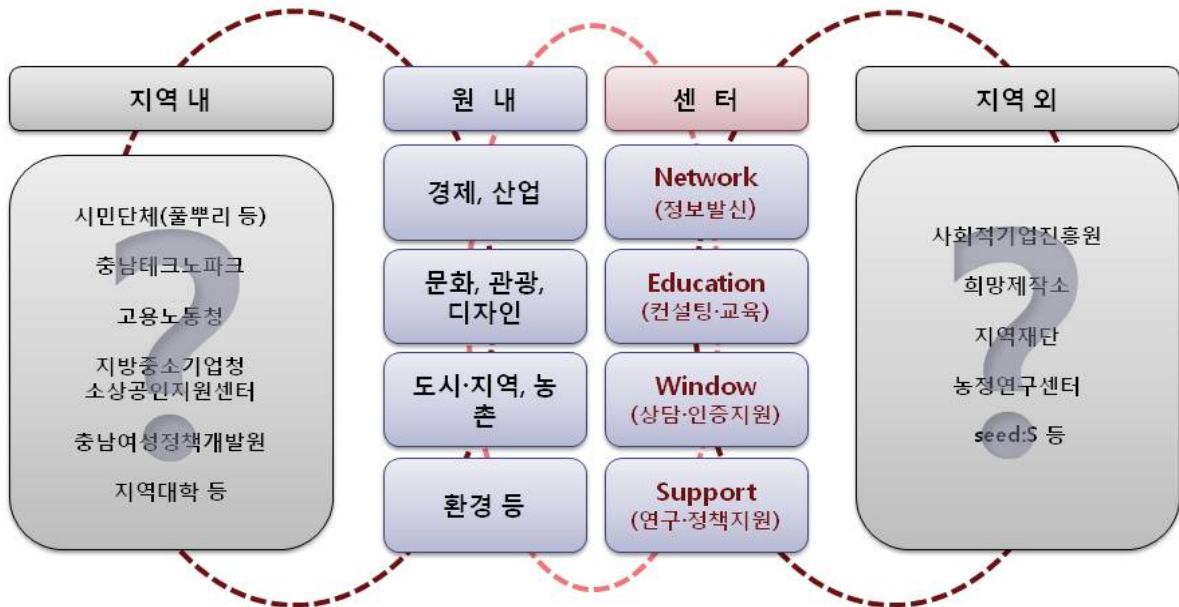 지역 내
시민단체(풀뿌리 등)
충남테크노파크
고용노동청
지방중소기업청
소상공인지원센터
충남여성정책개발원
지역대학 등
?
원 내
경제, 산업
문화, 관광,
디자인
도시·지역, 농
촌
환경 등
센 터
Network
(정보발신)
Education
(컨설팅·교육)
Window
(상담·인증지원)
Support
(연구·정책지원)
지역 외
사회적기업진흥원
희망제작소
지역재단
농정연구센터
seed:S 등
?